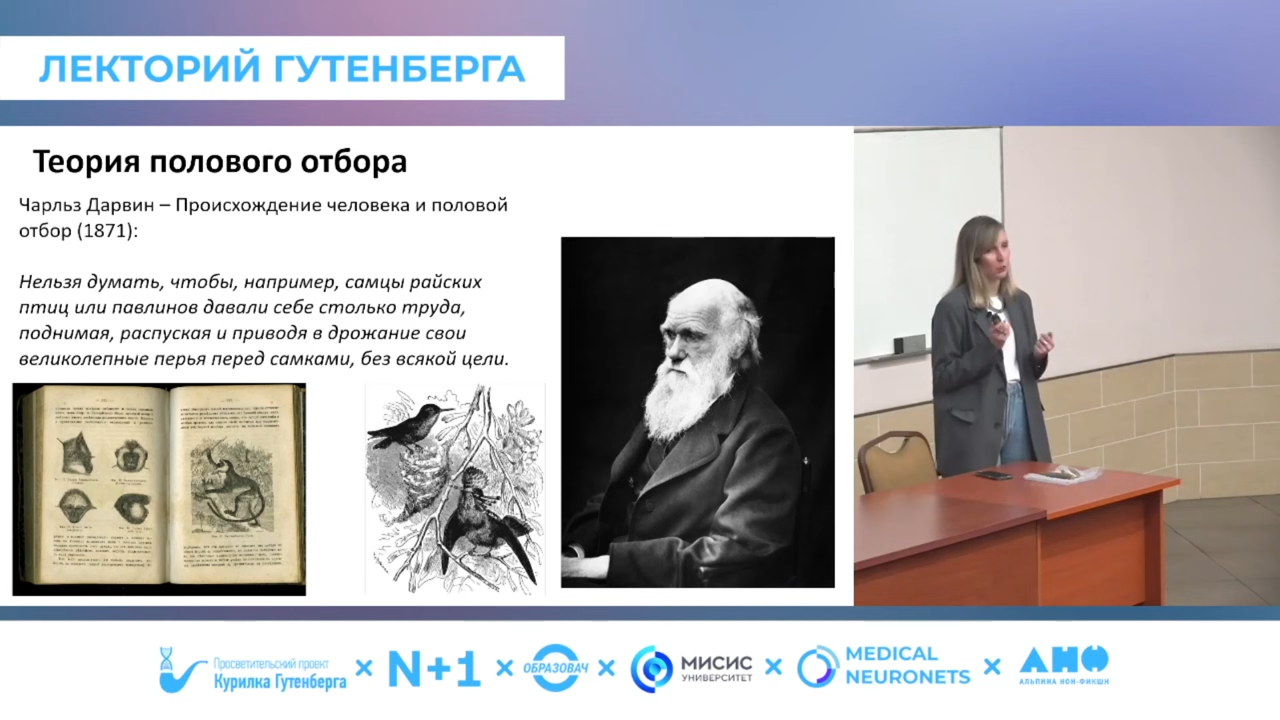 ЛЕКТОРИЙ ГУТЕНБЕРГА
Теория полового отбора
Чарльз Дарвин – Происхождение человека и половой
отбор (1871):
Нельзя думать, чтобы, например, самцы райских
птиц или павлинов давали себе столько труда,
поднимая, распуская и приводя в дрожание свои
великолепные перья перед самками, без всякой цели.
Просветительский проект
Курилка Гутенберга
×
N+1
×
ОБРАЗОВАЧ
×
МИСИС
УНИВЕРСИТЕТ
×
MEDICAL
NEURONETS
×
АНФ
АЛЬПИНА НОН-ФИКШН